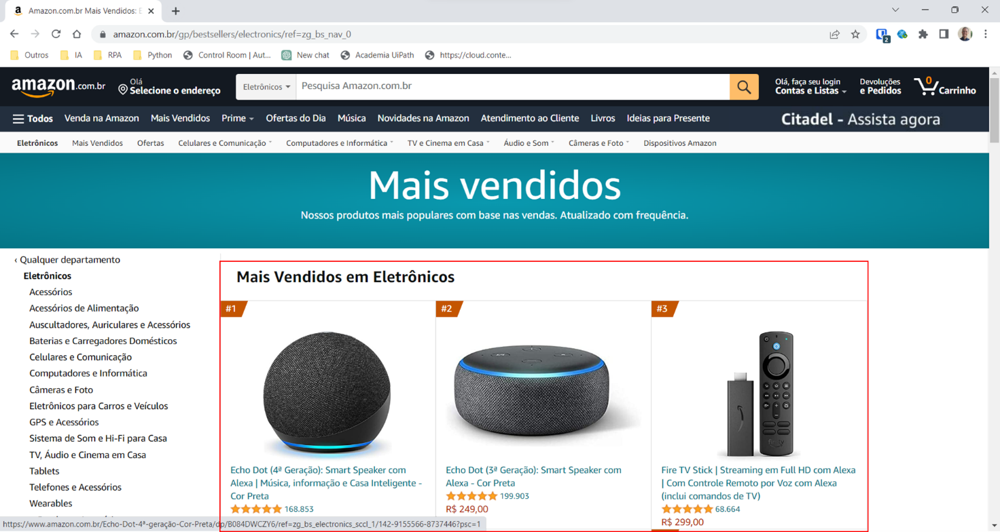 Amazon.com.br Mais Vendidos: E
amazon.com.br/gp/bestsellers/electronics/ref=zg_bs_nav_0
2
Outros IA RPA Python Control Room | Aut... New chat Academia UiPath https://cloud.conte...
amazon.com.br
Olá
Selecione o endereço
Eletrônicos
Pesquisa Amazon.com.br
Olá, faça seu login
Contas e Listas
Devoluções
e Pedidos
0
Carrinho
Todos Venda na Amazon Mais Vendidos Prime Ofertas do Dia Música Novidades na Amazon Atendimento ao Cliente Livros Ideias para Presente
Citadel - Assista agora
Eletrônicos Mais Vendidos Ofertas Celulares e Comunicação Computadores e Informática TV e Cinema em Casa Áudio e Som Câmeras e Foto Dispositivos Amazon
Mais vendidos
Nossos produtos mais populares com base nas vendas. Atualizado com frequência.
‹ Qualquer departamento
Eletrônicos
Acessórios
Acessórios de Alimentação
Auscultadores, Auriculares e Acessórios
Baterias e Carregadores Domésticos
Celulares e Comunicação
Computadores e Informática
Câmeras e Foto
Eletrônicos para Carros e Veículos
GPS e Acessórios
Sistema de Som e Hi-Fi para Casa
TV, Áudio e Cinema em Casa
Tablets
Telefones e Acessórios
Wearables
Mais Vendidos em Eletrônicos
#1
Echo Dot (4ª Geração): Smart Speaker com
Alexa | Música, informação e Casa Inteligente -
Cor Preta
168.853
#2
Echo Dot (3ª Geração): Smart Speaker com
Alexa - Cor Preta
199.903
R$ 249,00
#3
Fire TV Stick | Streaming em Full HD com Alexa
| Com Controle Remoto por Voz com Alexa
(inclui comandos de TV)
68.664
R$ 299,00
https://www.amazon.com.br/Echo-Dot-4ª-geração-Cor-Preta/dp/B084DWCZY6/ref=zg_bs_electronics_sccl_1/142-9155566-8737446?psc=1